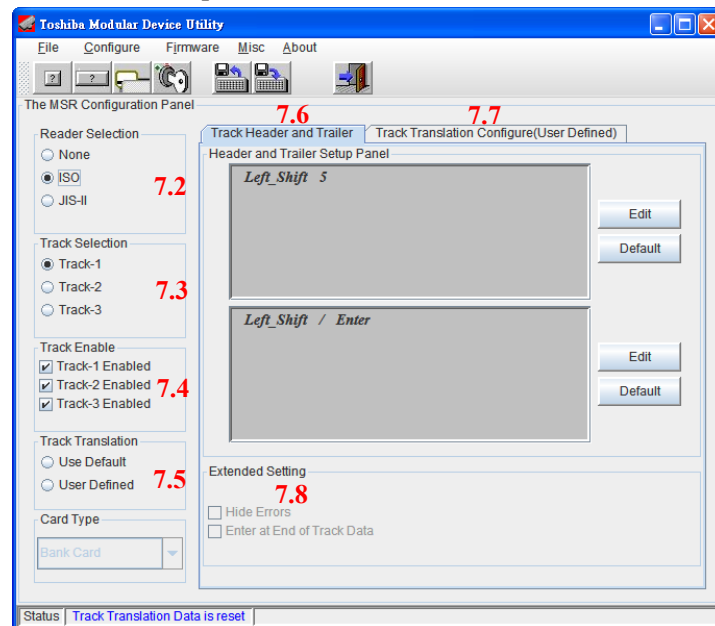 Toshiba Modular Device Utility
File Configure Firmware Misc About
? ?
The MSR Configuration Panel
7.6 7.7
Reader Selection
None
ISO
JIS-II
7.2
Track Selection
Track-1
Track-2
Track-3
7.3
Track Enable
Track-1 Enabled
Track-2 Enabled
Track-3 Enabled
7.4
Track Translation
Use Default
User Defined
7.5
Card Type
Bank Card
Track Header and Trailer Track Translation Configure(User Defined)
Header and Trailer Setup Panel
Left_Shift 5
Edit
Default
Left_Shift / Enter
Edit
Default
Extended Setting
7.8
Hide Errors
Enter at End of Track Data
Status Track Translation Data is reset